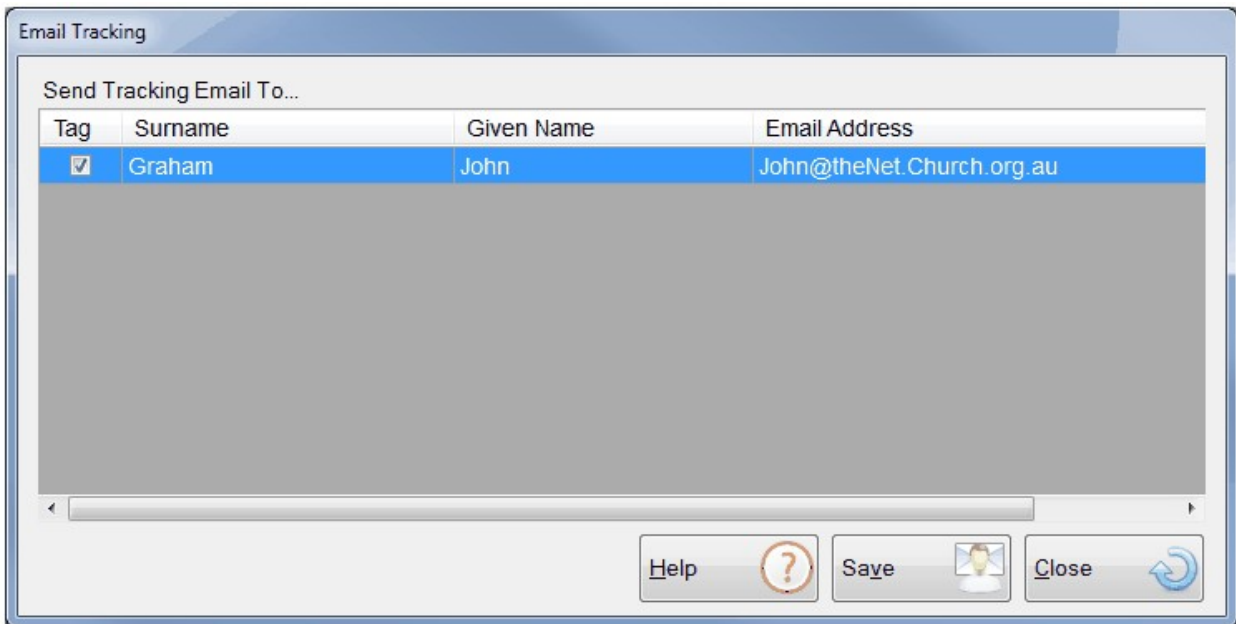 Email Tracking
Send Tracking Email To...
Tag Surname Given Name Email Address
Graham John John@theNet.Church.org.au
Help ? Save Close